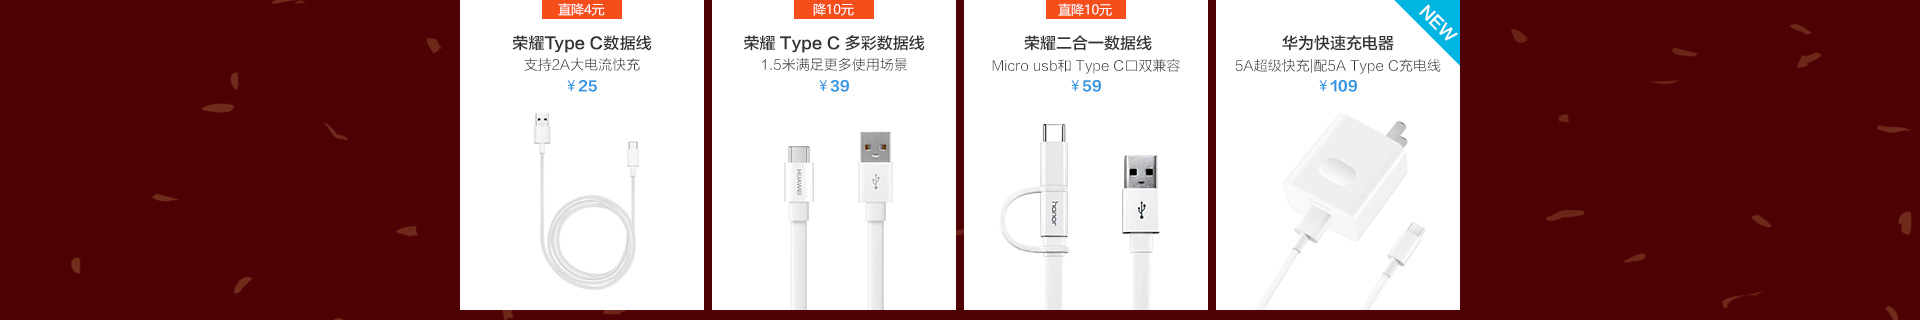 直降4元
荣耀Type C数据线
支持2A大电流快充
¥25
降10元
荣耀 Type C 多彩数据线
1.5米满足更多使用场景
¥39
HUAWEI
直降10元
荣耀二合一数据线
Micro usb和 Type C口双兼容
¥59
honor
NEW
华为快速充电器
5A超级快充|配5A Type C充电线
¥109